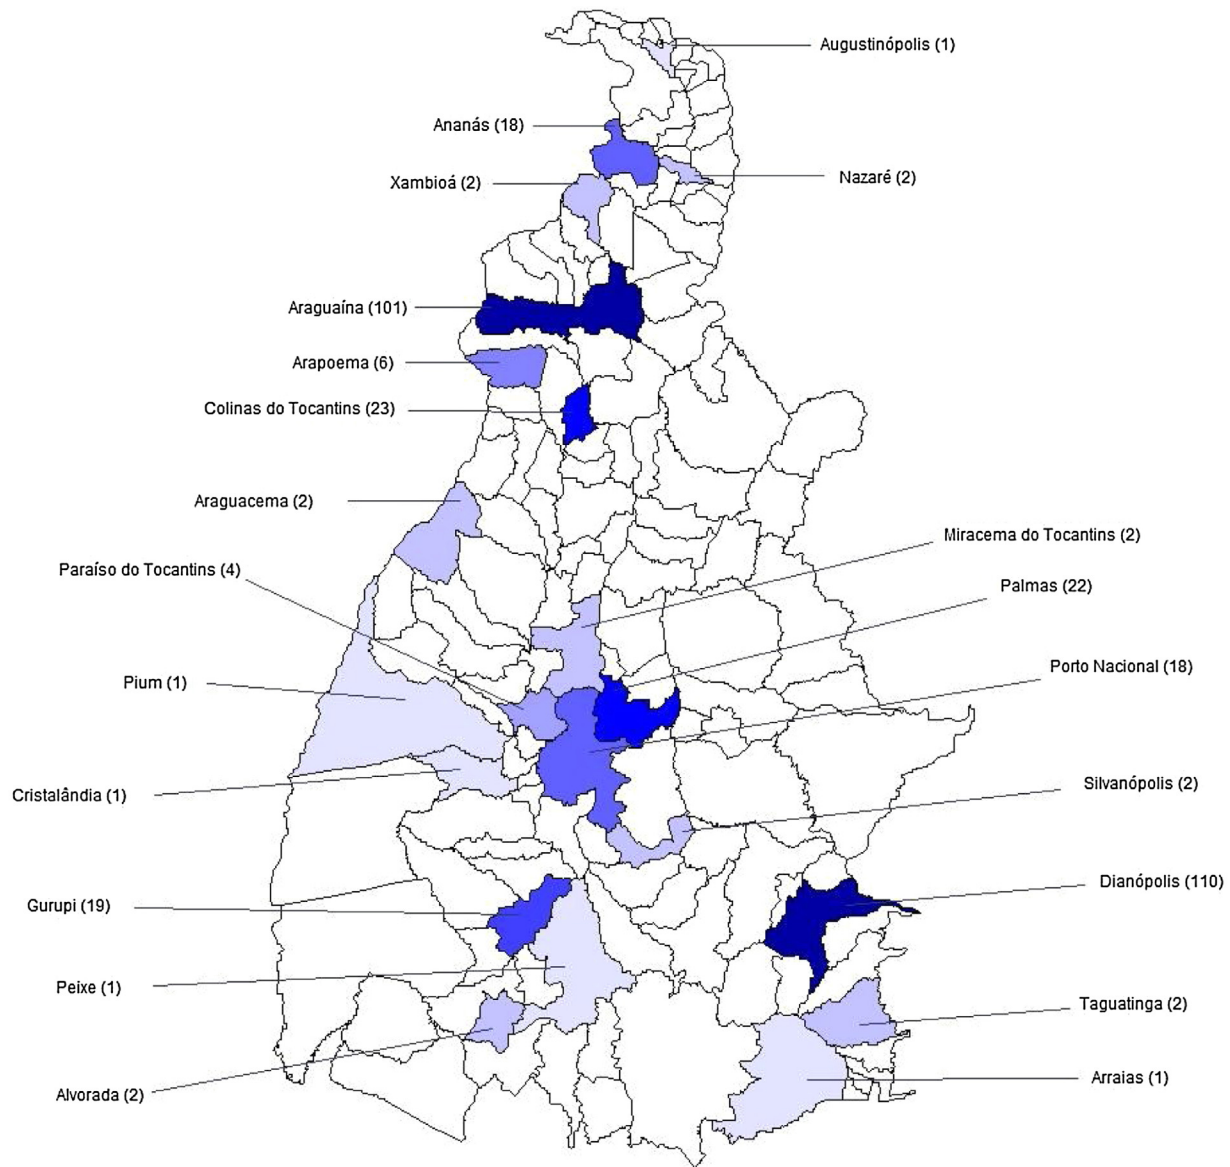 Augustinópolis (1)
Ananás (18)
Nazaré (2)
Xambioá (2)
Araguaína (101)
Arapoema (6)
Colinas do Tocantins (23)
Araguacema (2)
Miracema do Tocantins (2)
Paraíso do Tocantins (4)
Palmas (22)
Porto Nacional (18)
Pium (1)
Silvanópolis (2)
Cristalândia (1)
Dianópolis (110)
Gurupi (19)
Peixe (1)
Taguatinga (2)
Arraias (1)
Alvorada (2)